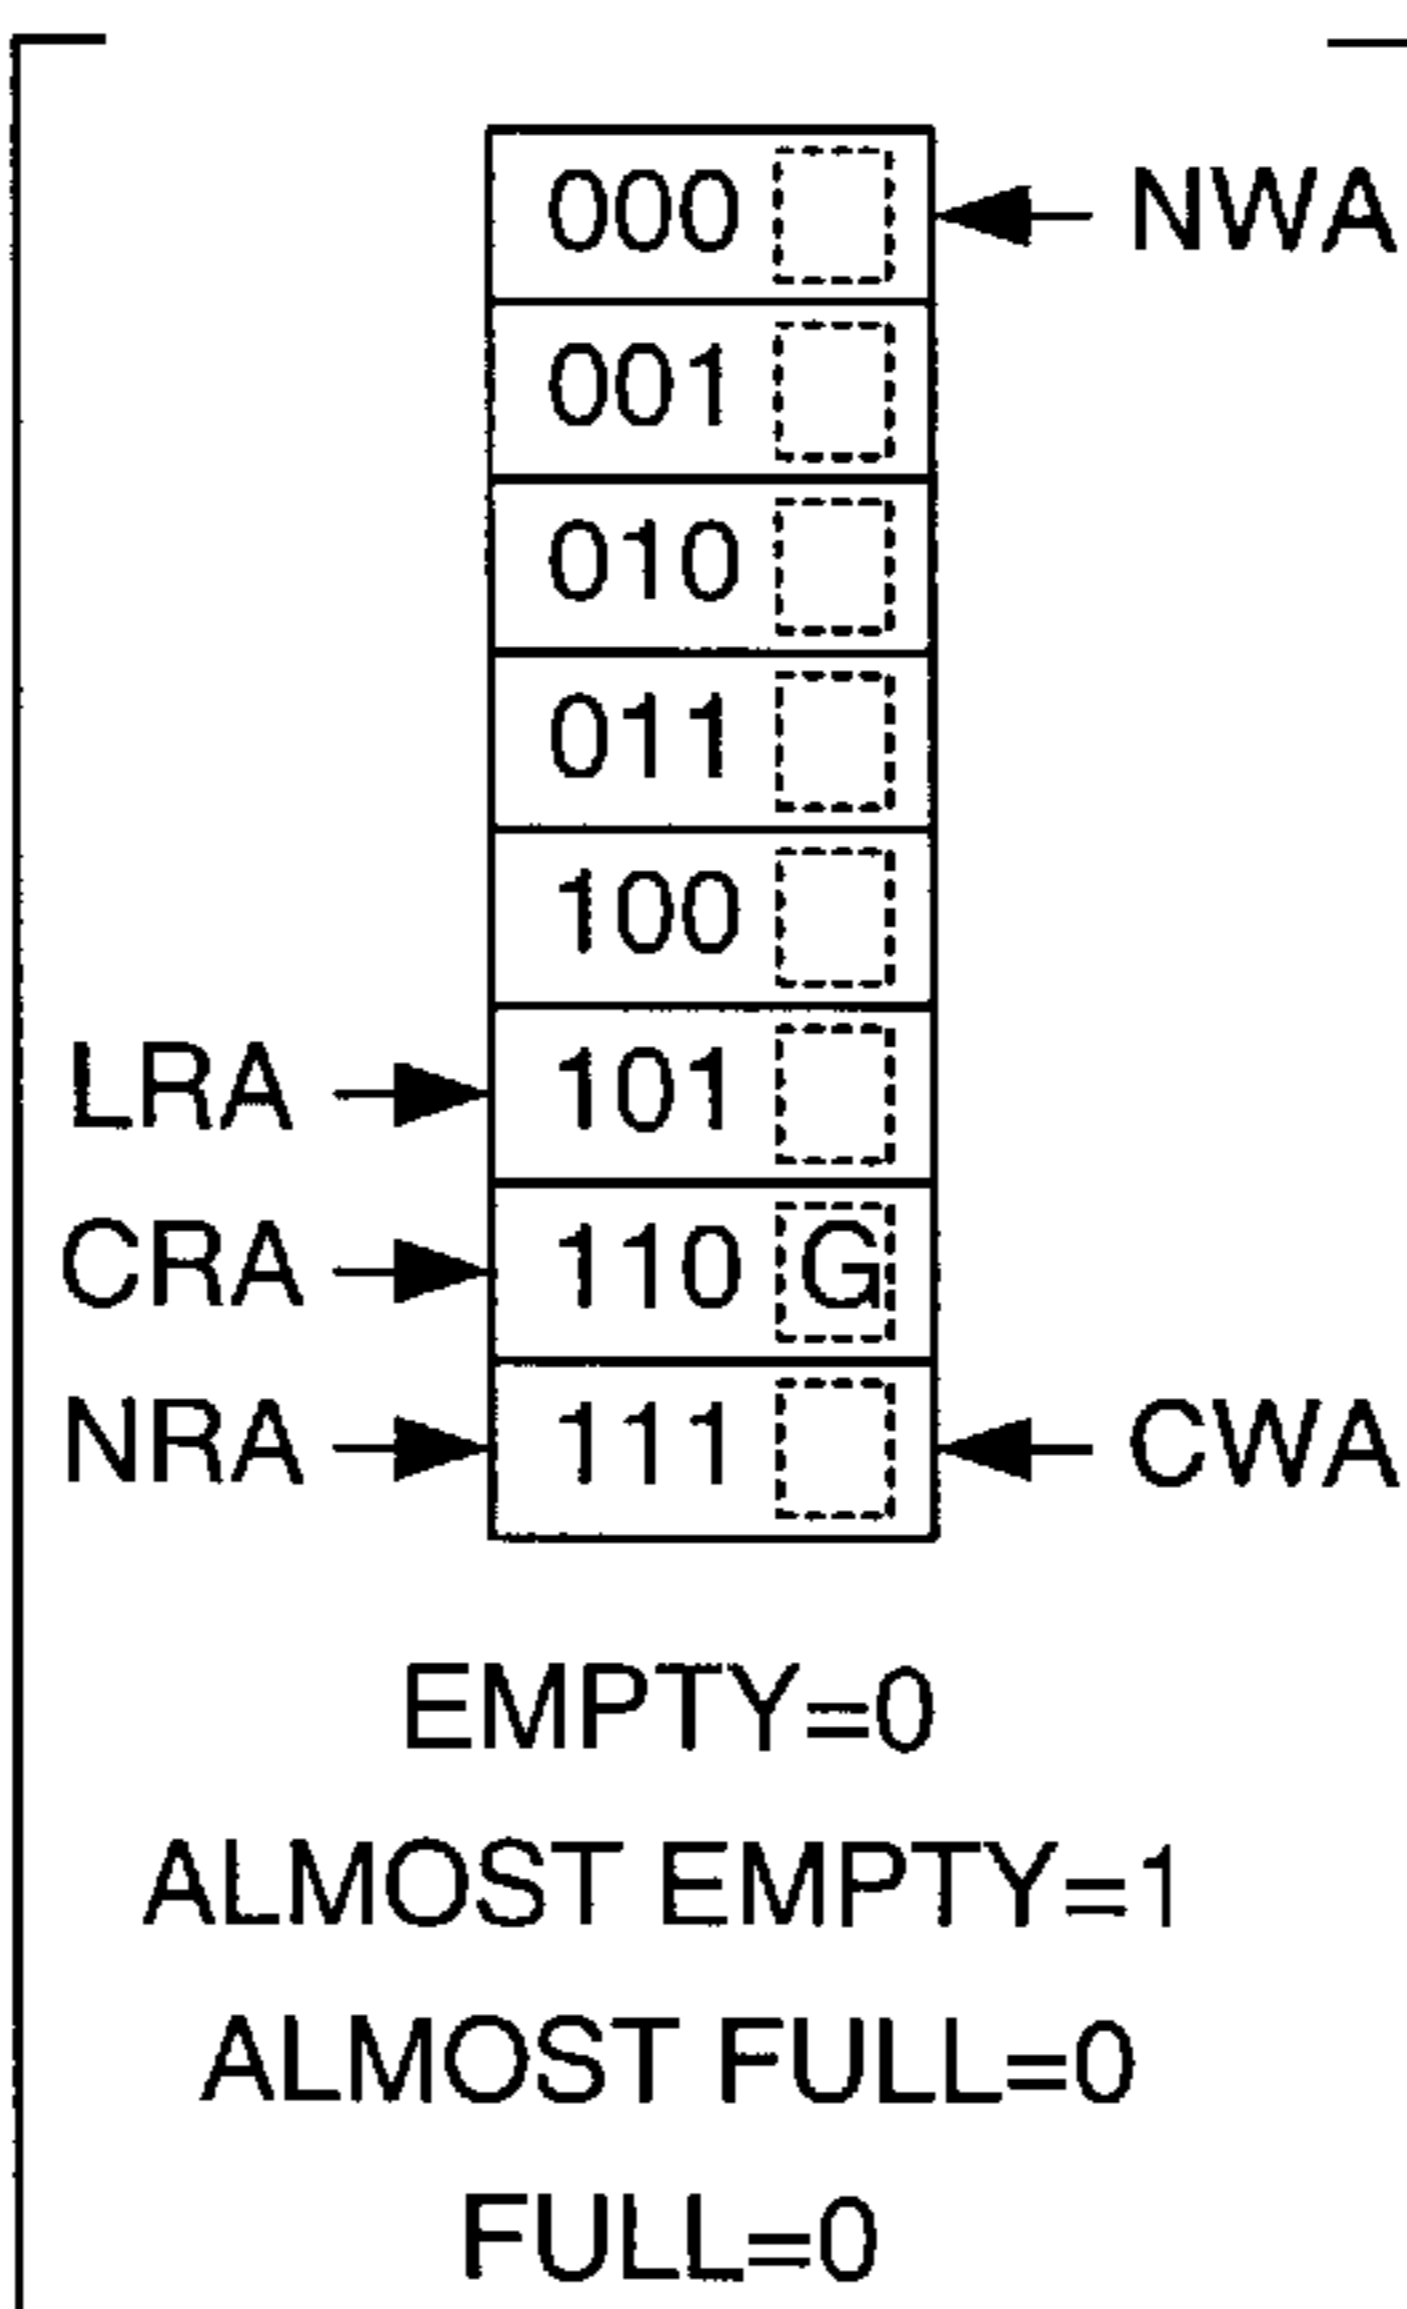 000 NWA
001
010
011
100
LRA 101
CRA 110 G
NRA 111 CWA
EMPTY=0
ALMOST EMPTY=1
ALMOST FULL=0
FULL=0